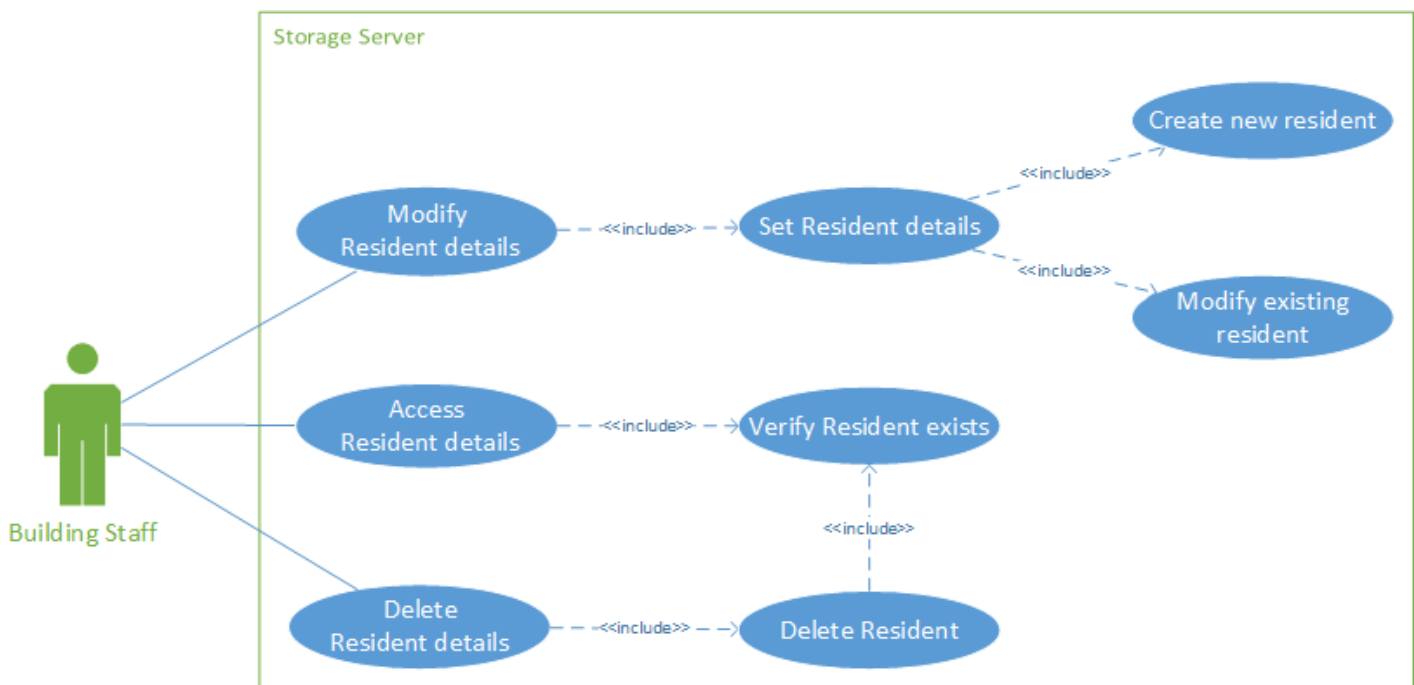 Storage Server
Create new resident
<<include>>
Modify
Resident details
<<include>>
Set Resident details
<<include>>
Modify existing
resident
Access
Resident details
<<include>>
Verify Resident exists
<<include>>
Building Staff
Delete
Resident details
<<include>>
Delete Resident